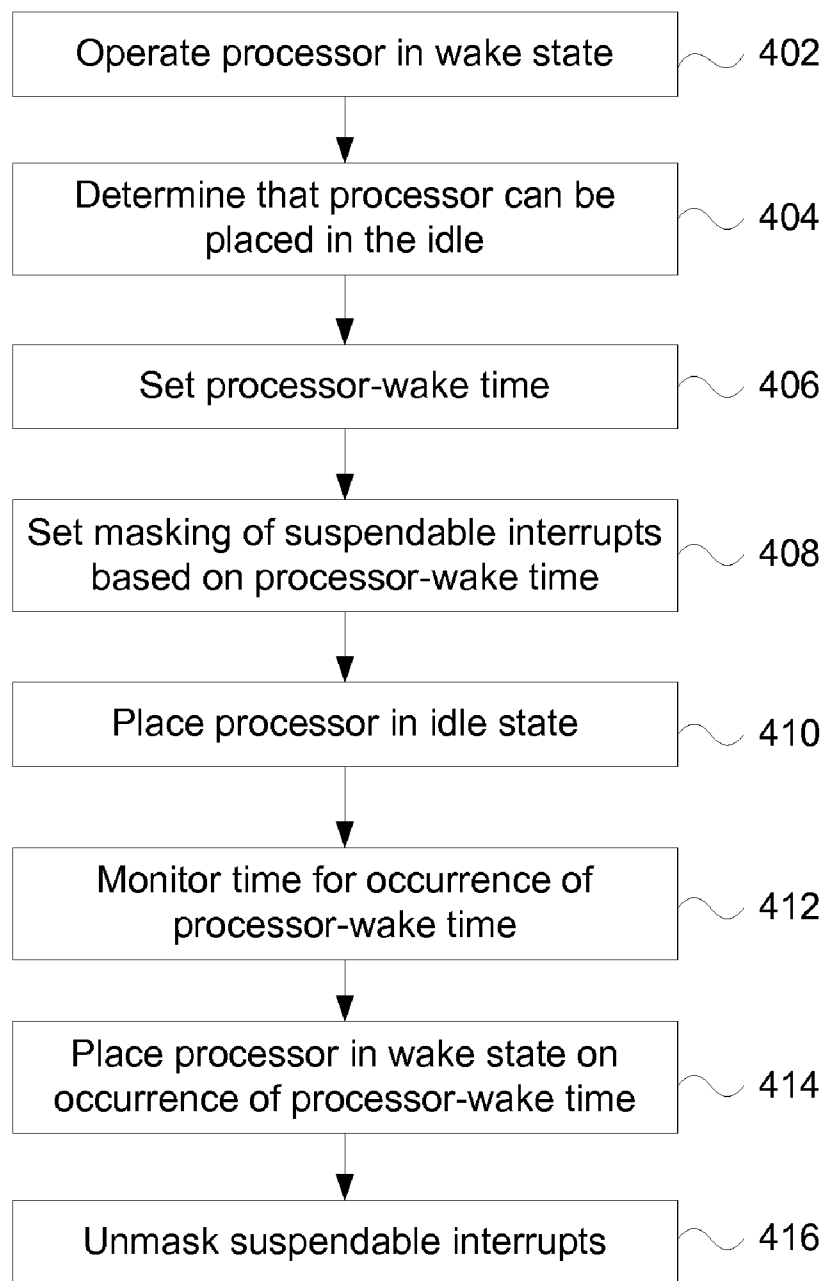 Operate processor in wake state
402
Determine that processor can be
placed in the idle
404
Set processor-wake time
406
Set masking of suspendable interrupts
based on processor-wake time
408
Place processor in idle state
410
Monitor time for occurrence of
processor-wake time
412
Place processor in wake state on
occurrence of processor-wake time
414
Unmask suspendable interrupts
416